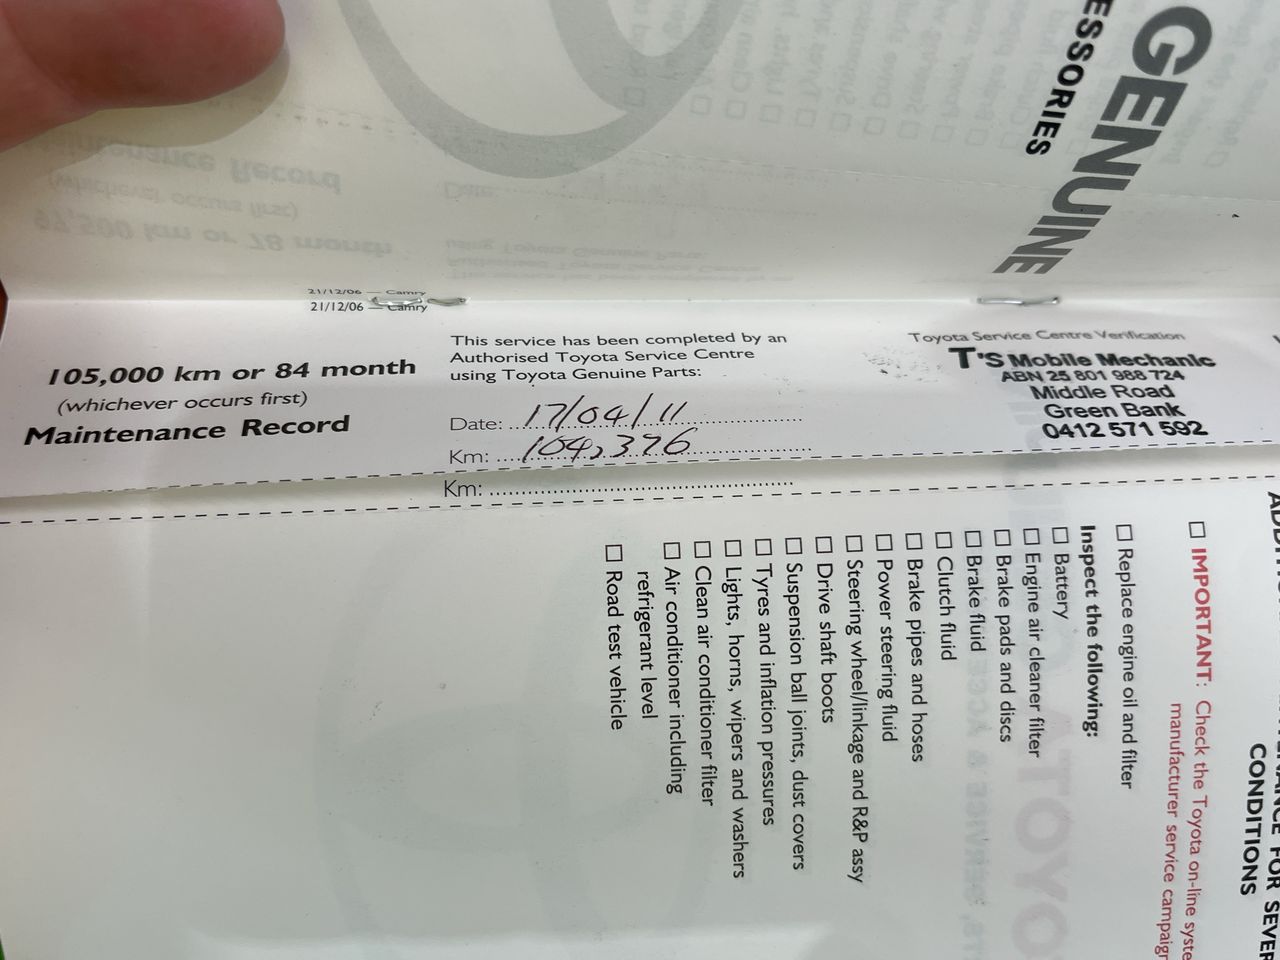 GENUINE
ESSORIES
21/12/06 — Camry
21/12/06 — Camry
105,000 km or 84 month
(whichever occurs first)
Maintenance Record
This service has been completed by an
Authorised Toyota Service Centre
using Toyota Genuine Parts:
Date: 17/04/11
Km: 104,376
Toyota Service Centre Verification
T'S Mobile Mechanic
ABN 25 801 988 724
Middle Road
Green Bank
0412 571 592
Km:
CONDITIONS
☐ IMPORTANT: Check the Toyota on-line syste
manufacturer service campaign
☐ Replace engine oil and filter
Inspect the following:
☐ Battery
☐ Engine air cleaner filter
☐ Brake pads and discs
☐ Brake fluid
☐ Clutch fluid
☐ Brake pipes and hoses
☐ Power steering fluid
☐ Steering wheel/linkage and R&P assy
☐ Drive shaft boots
☐ Suspension ball joints, dust covers
☐ Tyres and inflation pressures
☐ Lights, horns, wipers and washers
☐ Clean air conditioner filter
☐ Air conditioner including
refrigerant level
☐ Road test vehicle